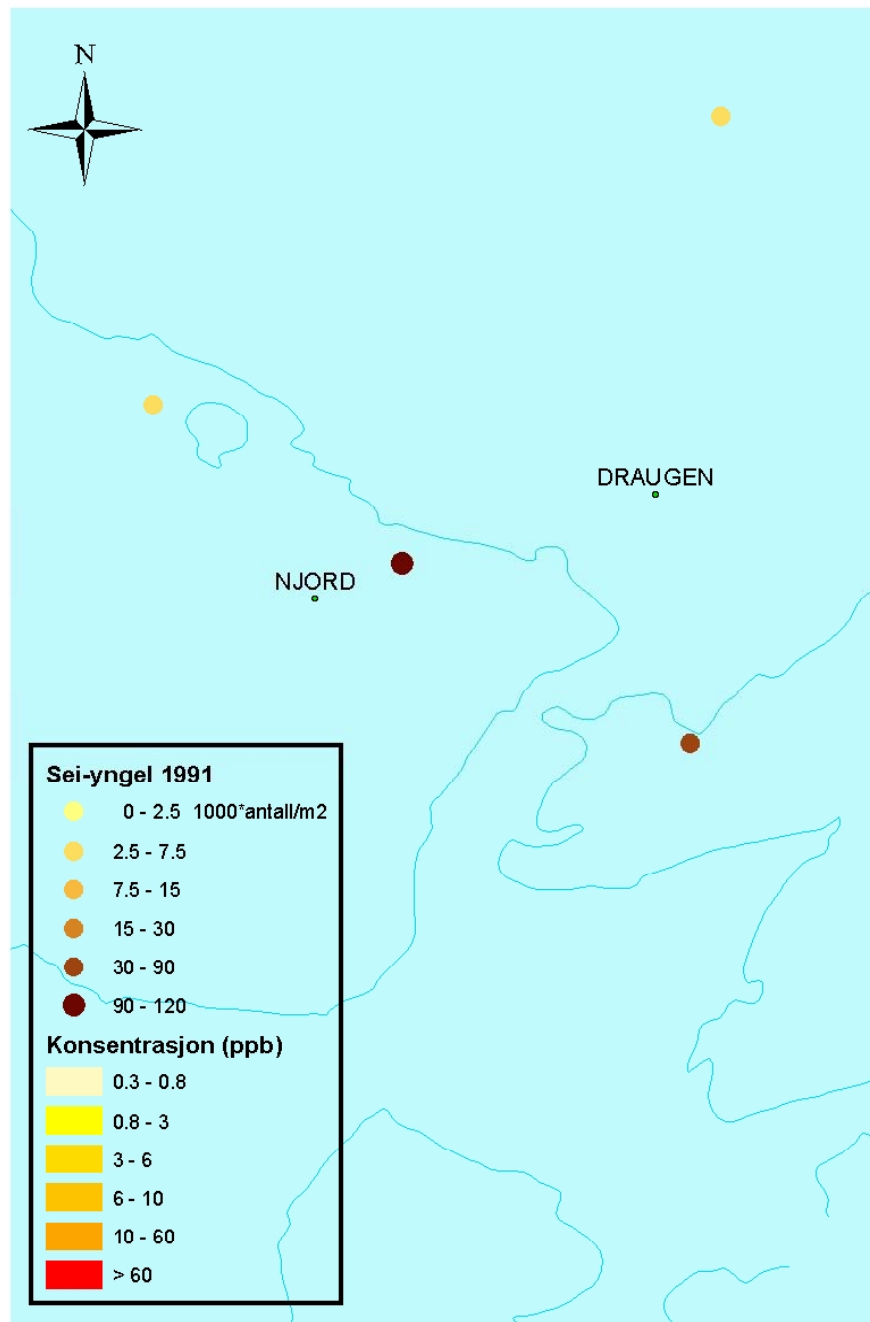 N
DRAUGEN
NJORD
Sei-yngel 1991
0 - 2.5 1000*antall/m2
2.5 - 7.5
7.5 - 15
15 - 30
30 - 90
90 - 120
Konsentrasjon (ppb)
0.3 - 0.8
0.8 - 3
3 - 6
6 - 10
10 - 60
> 60